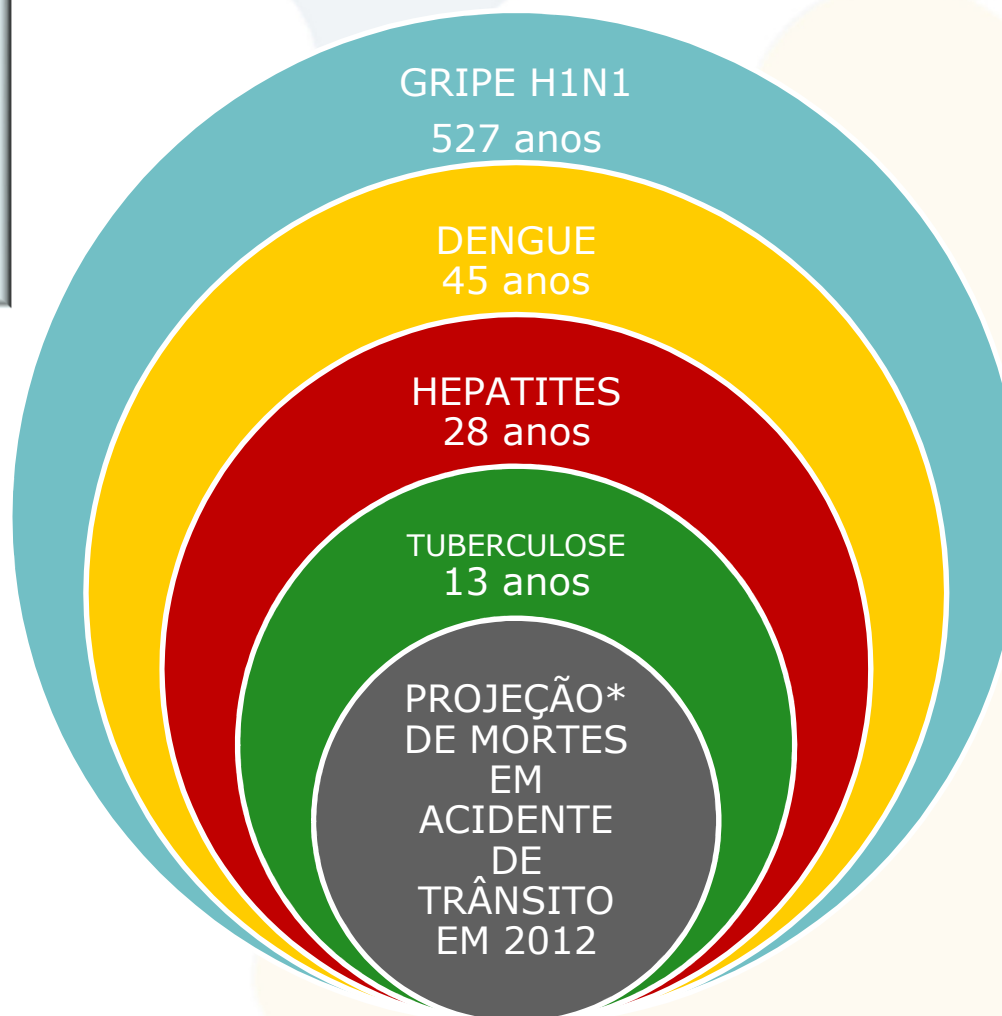 GRIPE H1N1
527 anos
DENGUE
45 anos
HEPATITES
28 anos
TUBERCULOSE
13 anos
PROJEÇÃO*
DE MORTES
EM
ACIDENTE
DE
TRÂNSITO
EM 2012